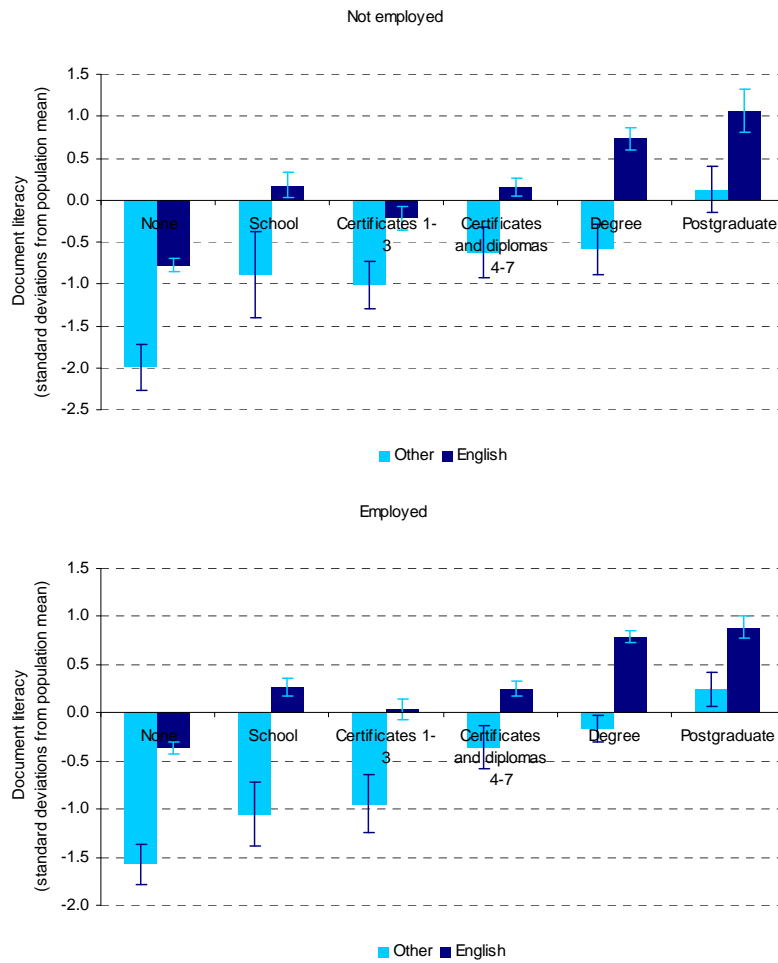 Not employed
Document literacy
(standard deviations from population mean)
1.5
1.0
0.5
0.0
-0.5
-1.0
-1.5
-2.0
-2.5
None
School
Certificates 1-
3
Certificates
and diplomas
4-7
Degree
Postgraduate
Other
English
Employed
Document literacy
(standard deviations from population mean)
1.5
1.0
0.5
0.0
-0.5
-1.0
-1.5
-2.0
None
School
Certificates 1-
3
Certificates
and diplomas
4-7
Degree
Postgraduate
Other
English